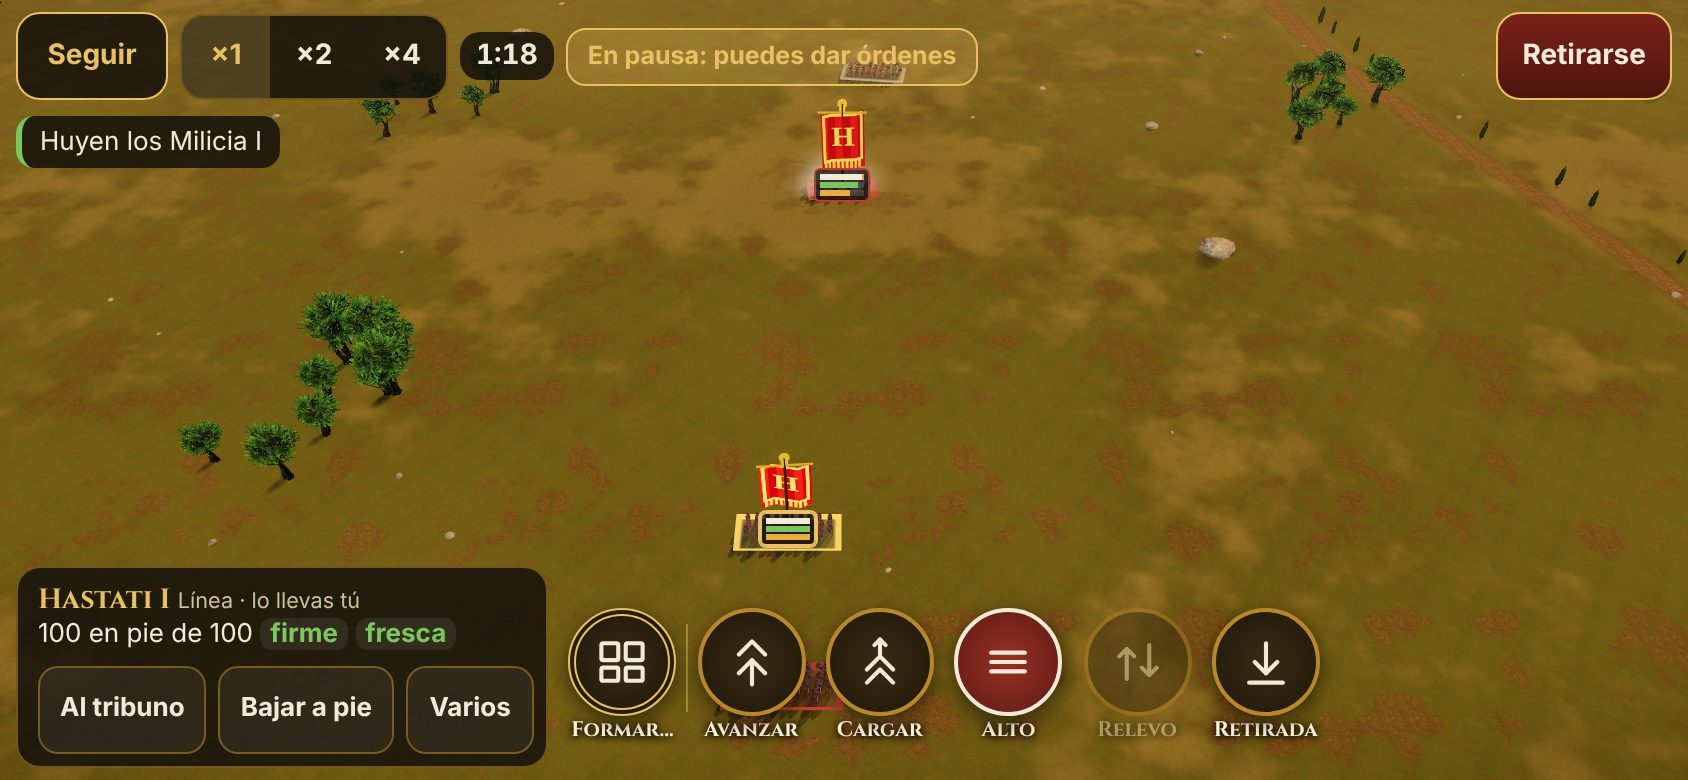 Seguir
×1
×2
×4
1:18
En pausa: puedes dar órdenes
Retirarse
Huyen los Milicia I
H
H
HASTATI I Línea · lo llevas tú
100 en pie de 100 firme fresca
Al tribuno
Bajar a pie
Varios
FORMAR...
AVANZAR
CARGAR
ALTO
RELEVO
RETIRADA